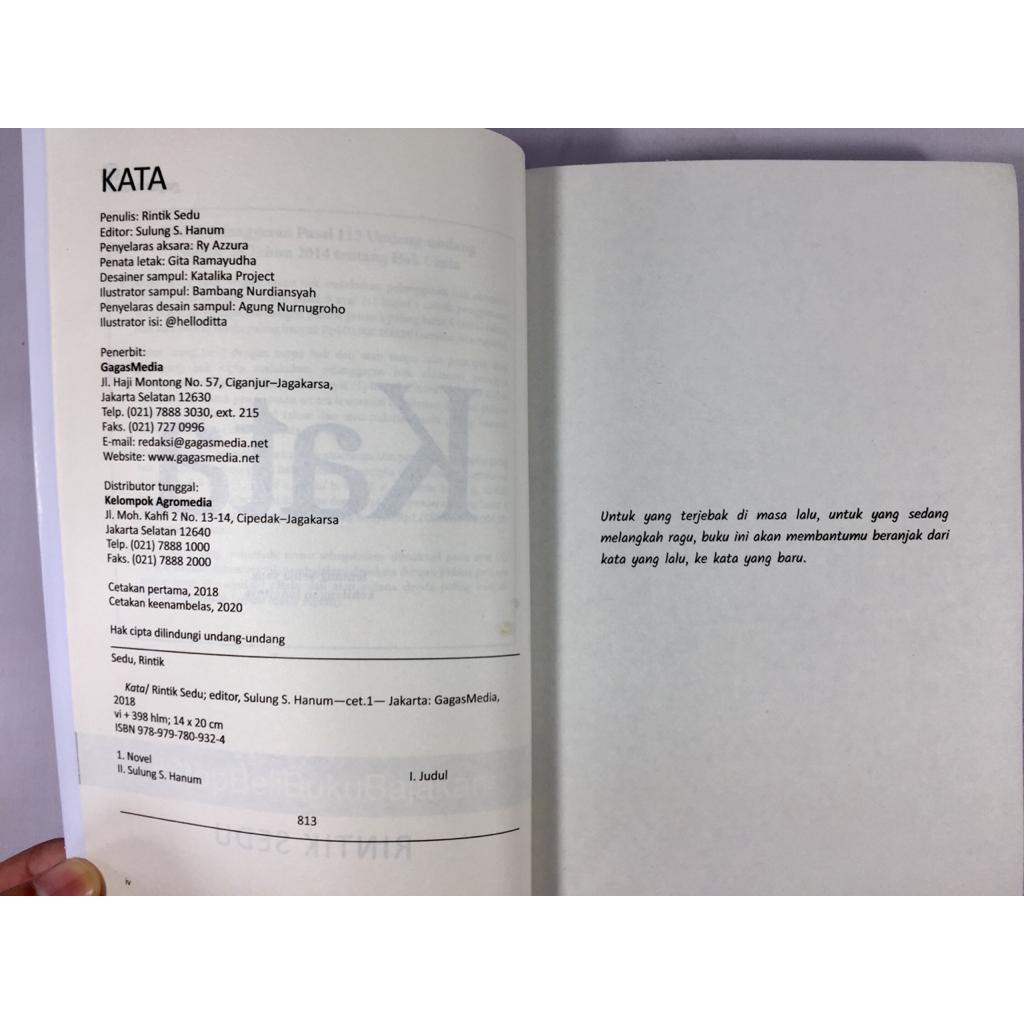 KATA
Penulis: Rintik Sedu
Editor: Sulung S. Hanum
Penyelaras aksara: Ry Azzura
Penata letak: Gita Ramayudha
Desainer sampul: Katalika Project
Ilustrator sampul: Bambang Nurdiansyah
Penyelaras desain sampul: Agung Nurnugroho
Ilustrator isi: @helloditta
Penerbit:
GagasMedia
Jl. Haji Montong No. 57, Ciganjur–Jagakarsa,
Jakarta Selatan 12630
Telp. (021) 7888 3030, ext. 215
Faks. (021) 727 0996
E-mail: redaksi@gagasmedia.net
Website: www.gagasmedia.net
Distributor tunggal:
Kelompok Agromedia
Jl. Moh. Kahfi 2 No. 13-14, Cipedak–Jagakarsa
Jakarta Selatan 12640
Telp. (021) 7888 1000
Faks. (021) 7888 2000
Cetakan pertama, 2018
Cetakan keenambelas, 2020
Hak cipta dilindungi undang-undang
Sedu, Rintik
Kata/ Rintik Sedu; editor, Sulung S. Hanum—cet.1— Jakarta: GagasMedia,
2018
vi + 398 hlm; 14 x 20 cm
ISBN 978-979-780-932-4
1. Novel
II. Sulung S. Hanum
I. Judul
813
iv
Untuk yang terjebak di masa lalu, untuk yang sedang
melangkah ragu, buku ini akan membantumu beranjak dari
kata yang lalu, ke kata yang baru.